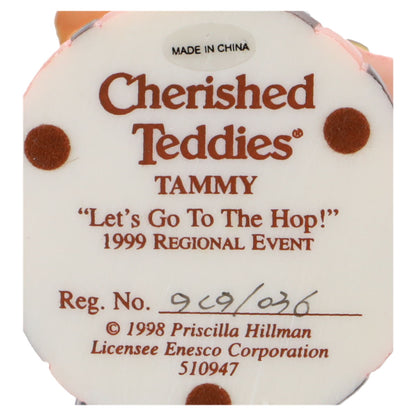 MADE IN CHINA
Cherished
Teddies®
TAMMY
"Let's Go To The Hop!"
1999 REGIONAL EVENT
Reg. No. 9C9/036
© 1998 Priscilla Hillman
Licensee Enesco Corporation
510947